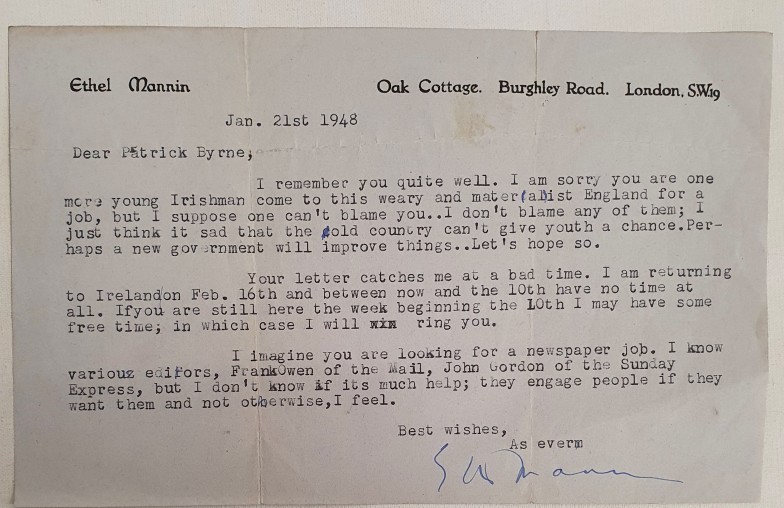 Ethel Mannin
Oak Cottage. Burghley Road. London, S.W.19
Jan. 21st 1948
Dear Patrick Byrne,
I remember you quite well. I am sorry you are one
more young Irishman come to this weary and materialist England for a
job, but I suppose one can't blame you..I don't blame any of them; I
just think it sad that the old country can't give youth a chance.Per-
haps a new government will improve things..Let's hope so.
Your letter catches me at a bad time. I am returning
to Irelandon Feb. 16th and between now and the 10th have no time at
all. Ifyou are still here the week beginning the 10th I may have some
free time; in which case I will ring you.
I imagine you are looking for a newspaper job. I know
various editors, FrankOwen of the Mail, John Gordon of the Sunday
Express, but I don't know if its much help; they engage people if they
want them and not otherwise,I feel.
Best wishes,
As ever
Mannin